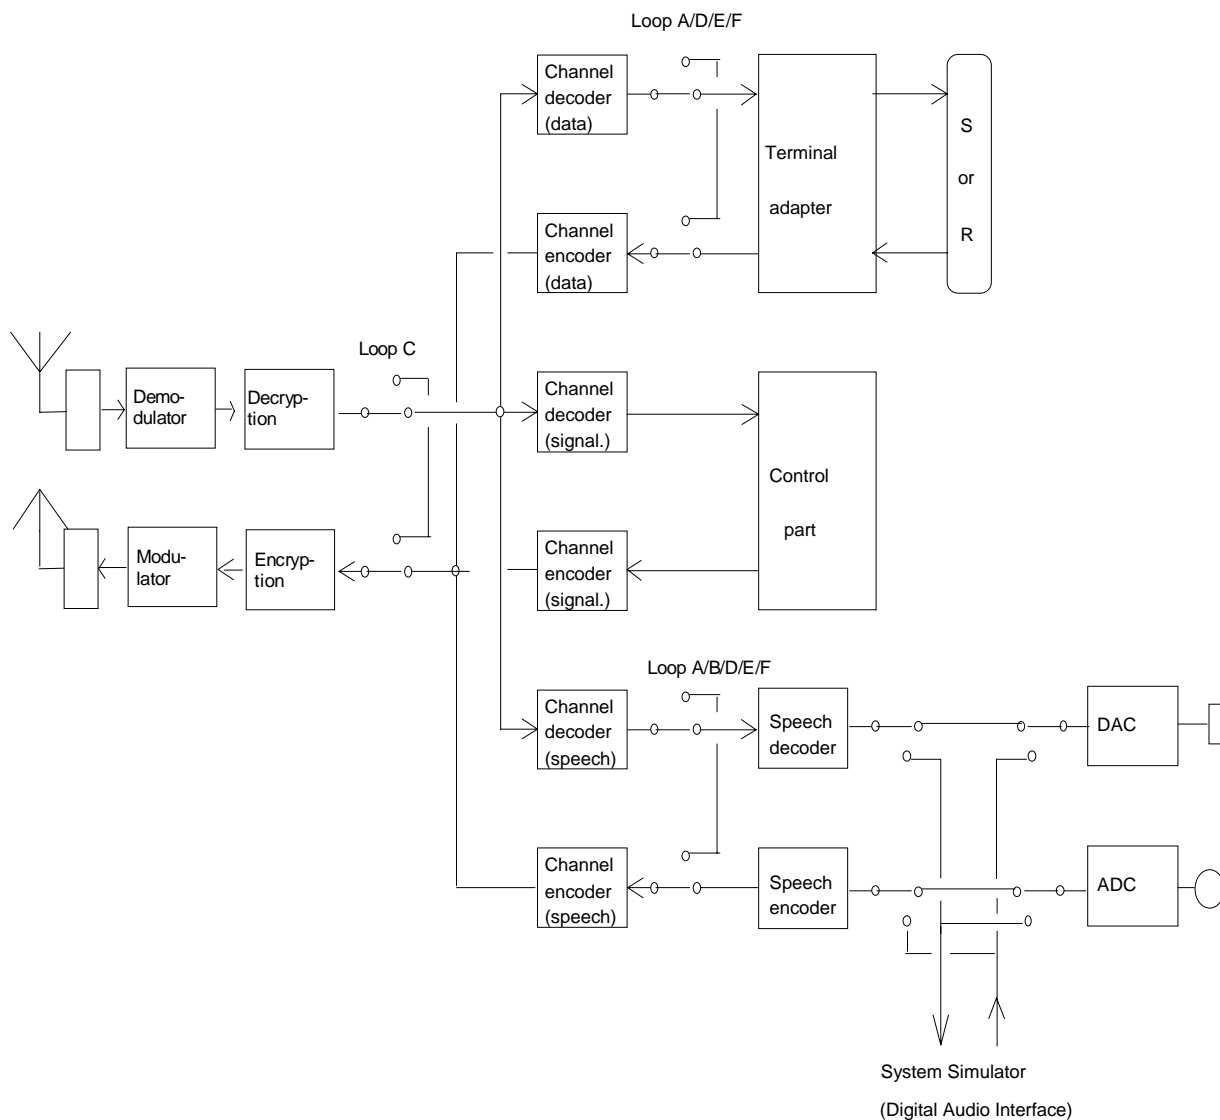 Loop A/D/E/F
Channel
decoder
(data)
Terminal
adapter
S
or
R
Channel
encoder
(data)
Loop C
Demo-
dulator
Decryp-
tion
Channel
decoder
(signal.)
Control
part
Modu-
lator
Encryp-
tion
Channel
encoder
(signal.)
Loop A/B/D/E/F
Channel
decoder
(speech)
Speech
decoder
DAC
Channel
encoder
(speech)
Speech
encoder
ADC
System Simulator
(Digital Audio Interface)